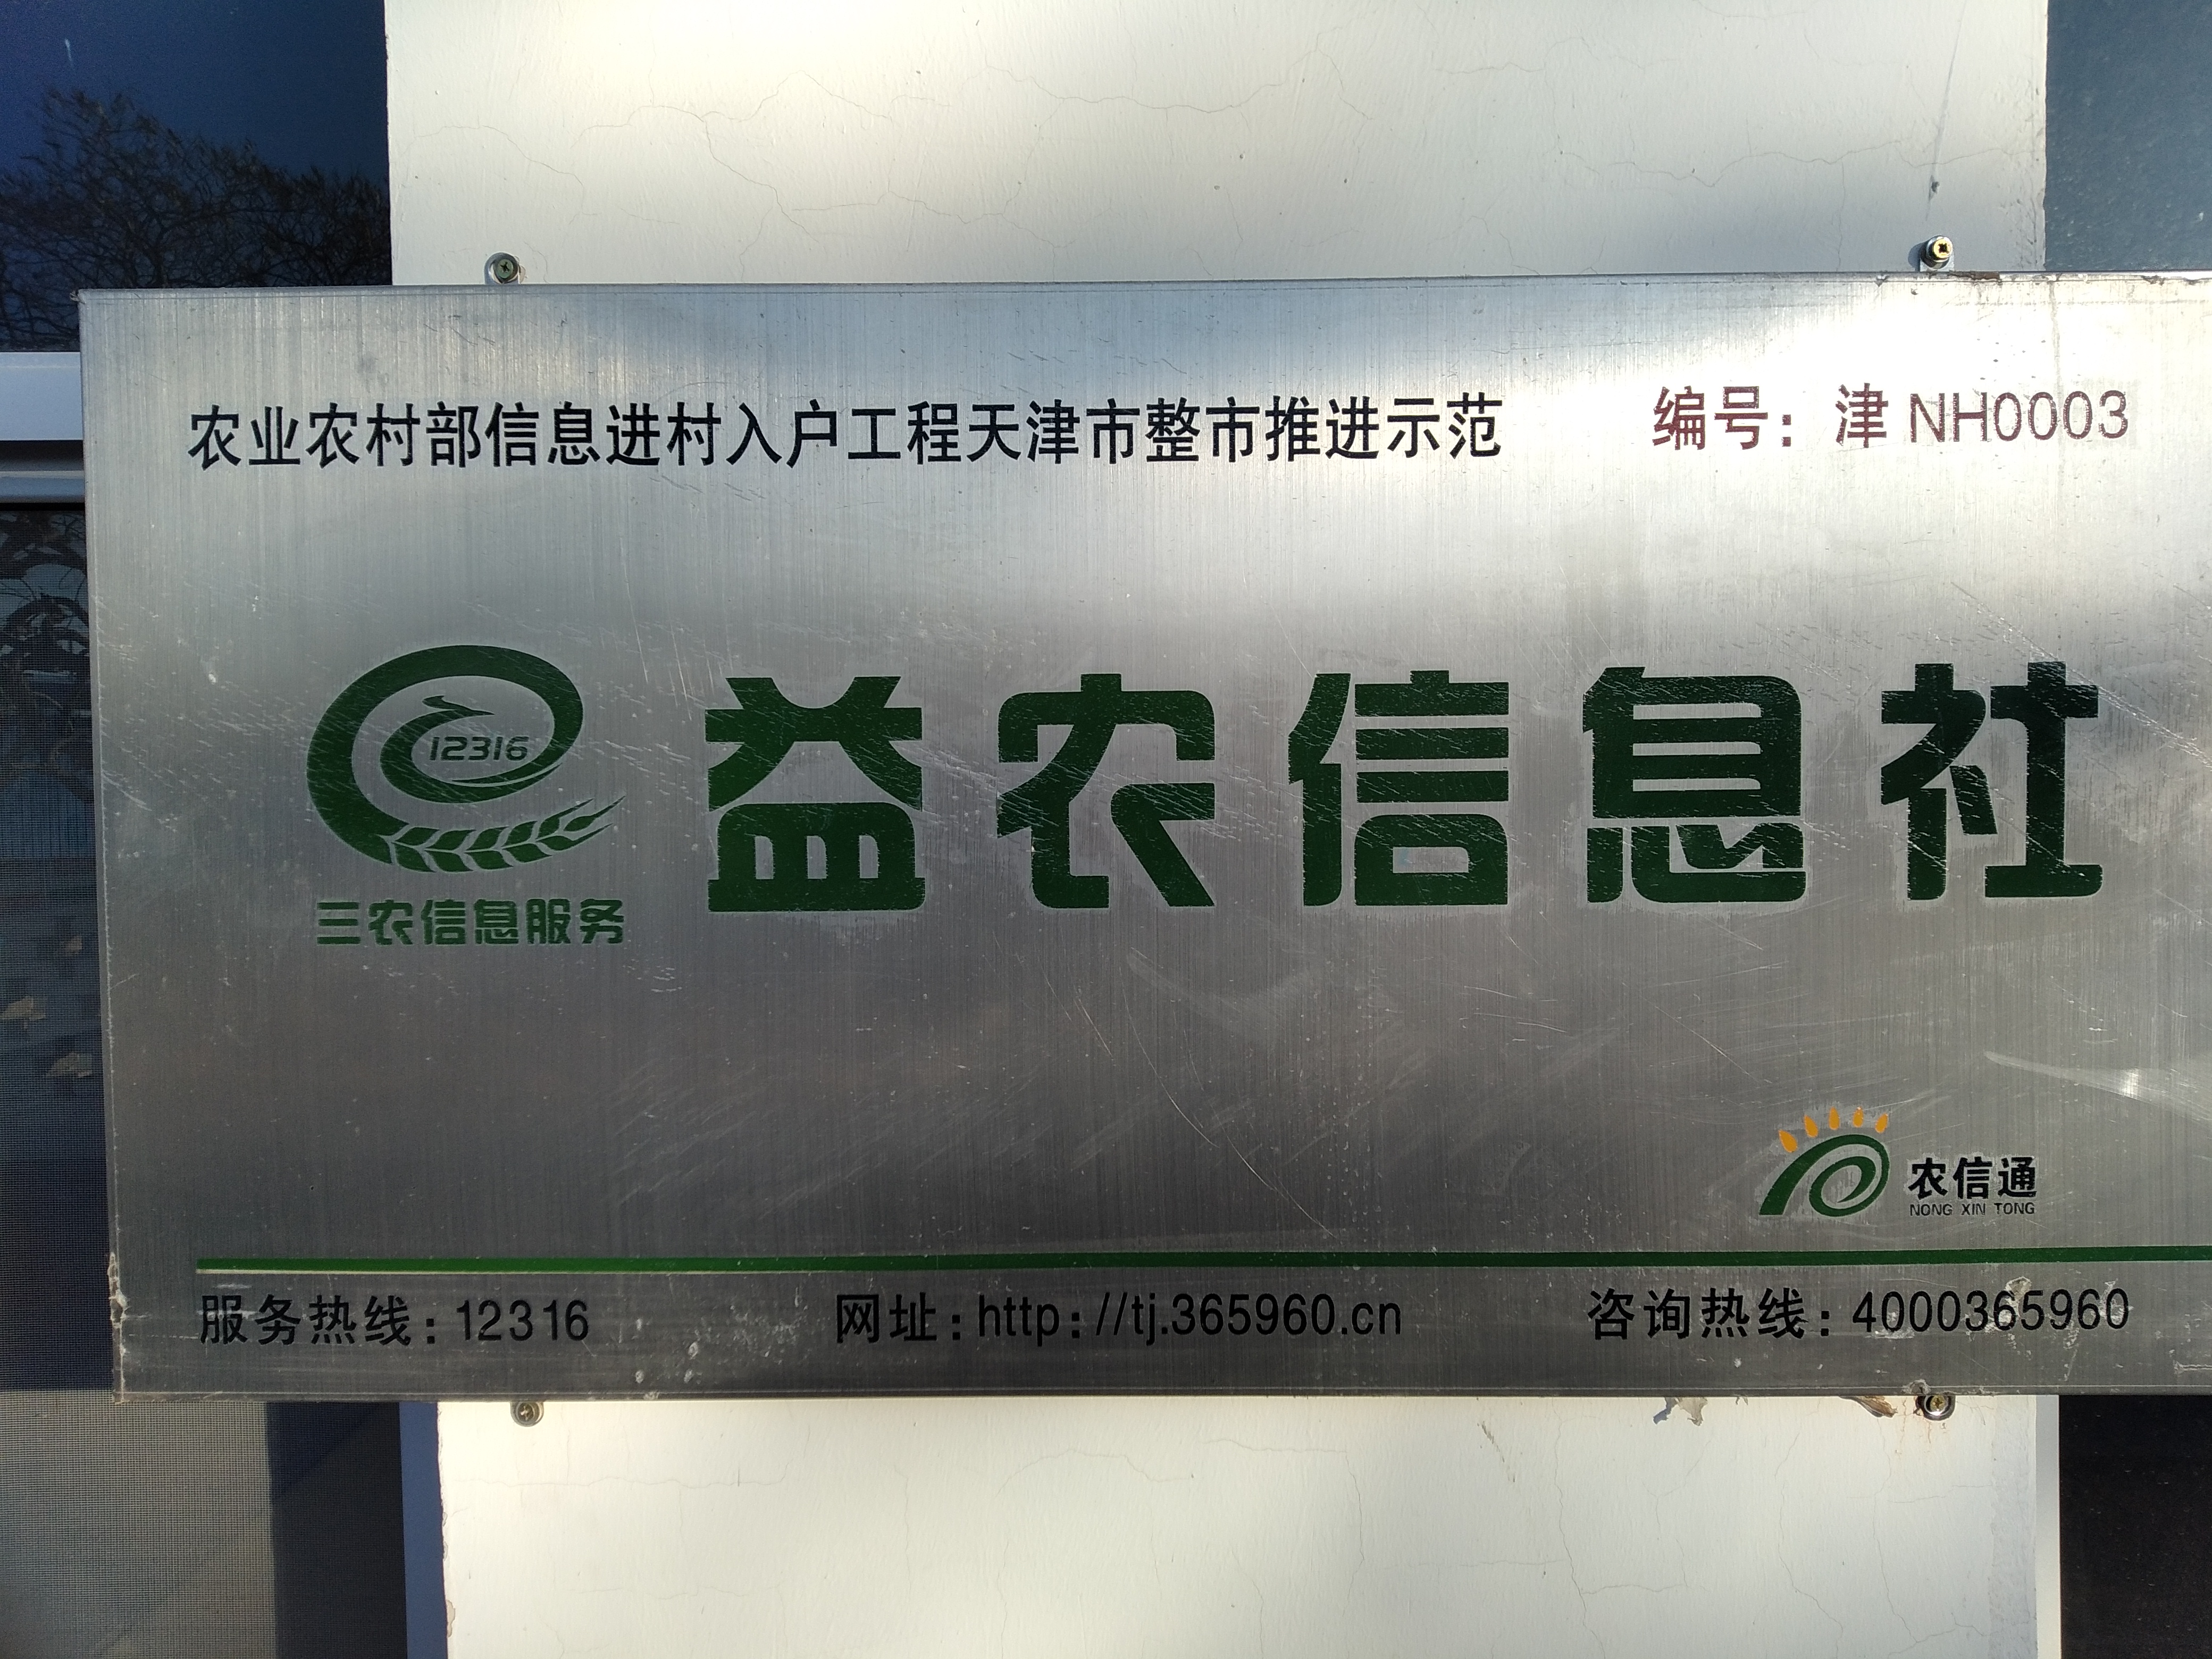 农业农村部信息进村入户工程天津市整市推进示范 编号：津 NH0003
12316
三农信息服务
益农信息社
农信通
NONG XIN TONG
服务热线：12316 网址：http：//tj.365960.cn 咨询热线：4000365960